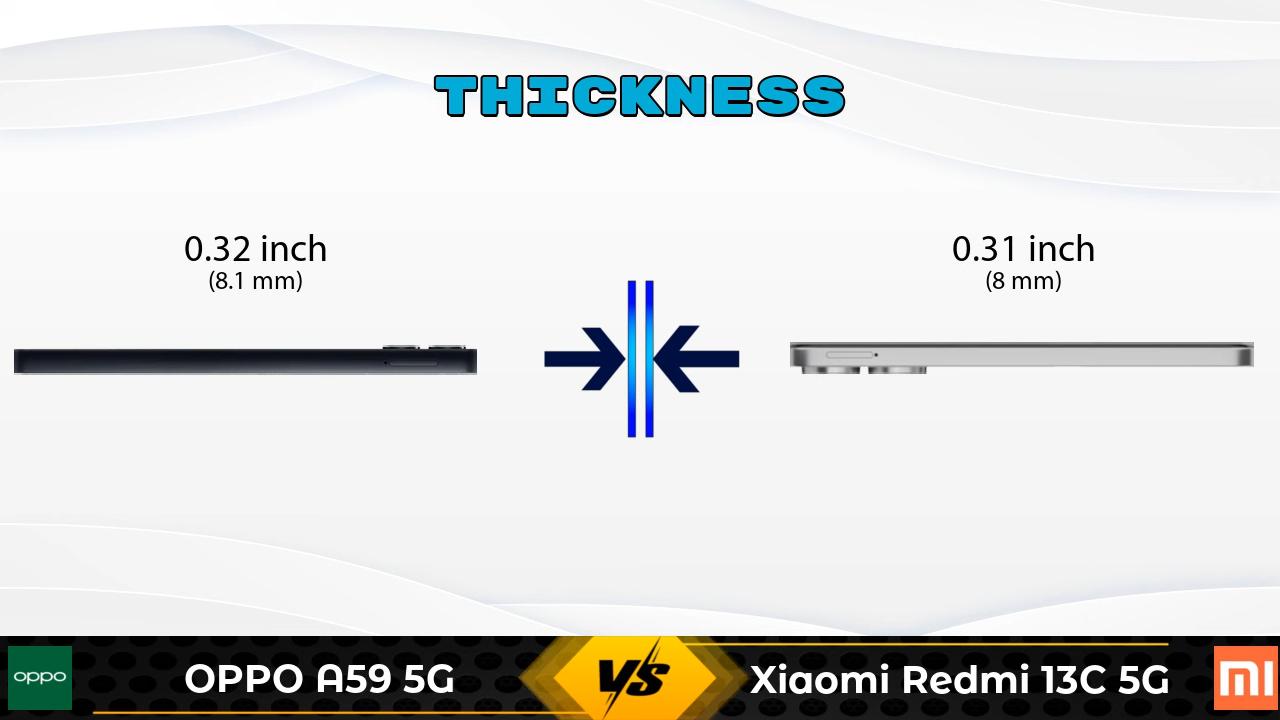 THICKNESS
0.32 inch
(8.1 mm)
0.31 inch
(8 mm)
oppo
OPPO A59 5G
VS
Xiaomi Redmi 13C 5G
mi